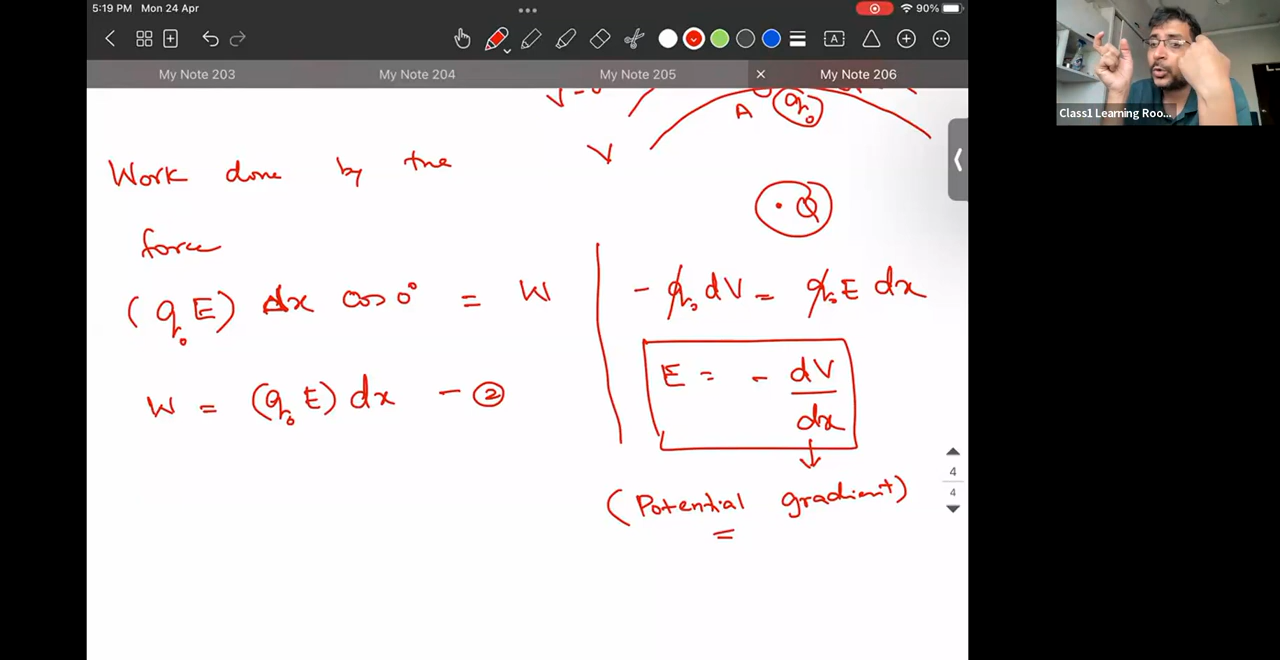 5:19 PM Mon 24 Apr
90%
A
My Note 203
My Note 204
My Note 205
My Note 206
Class1 Learning Roo...
A q₀
V
Work done by the
force
Q
(q₀E) dx cos0° = W
- q₀dV = q₀E dx
E = - dV/dx
W = (q₀E) dx - ②
(Potential gradient)
4
4